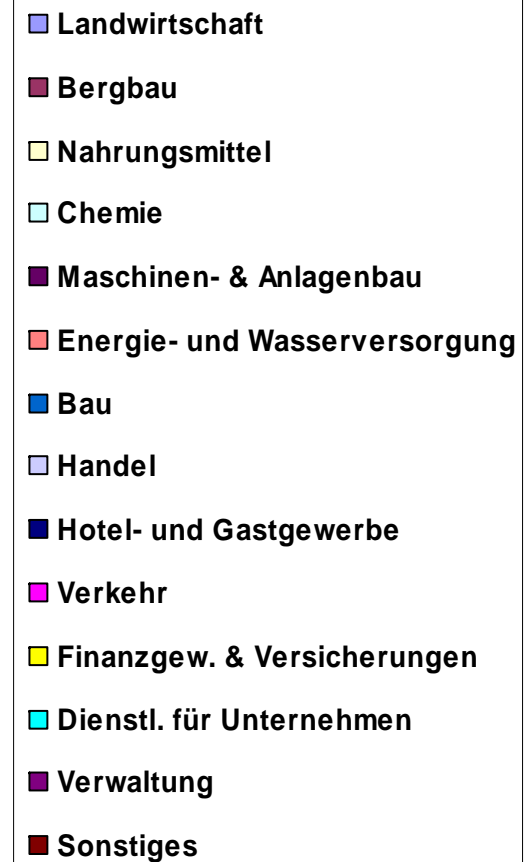 Landwirtschaft
Bergbau
Nahrungsmittel
Chemie
Maschinen- & Anlagenbau
Energie- und Wasserversorgung
Bau
Handel
Hotel- und Gastgewerbe
Verkehr
Finanzgew. & Versicherungen
Dienstl. für Unternehmen
Verwaltung
Sonstiges